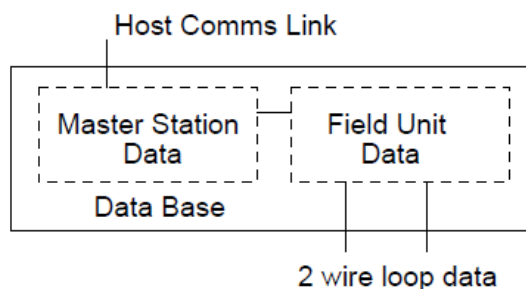 Host Comms Link
Master Station
Data
Field Unit
Data
Data Base
2 wire loop data